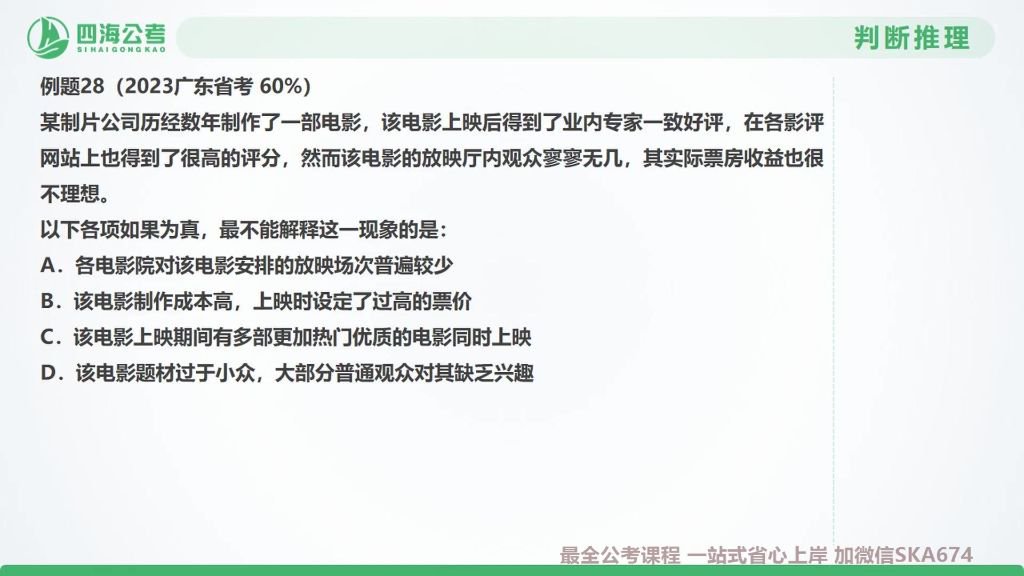 四海公考
SIHAIGONGKAO
判断推理
例题28（2023广东省考 60%）
某制片公司历经数年制作了一部电影，该电影上映后得到了业内专家一致好评，在各影评
网站上也得到了很高的评分，然而该电影的放映厅内观众寥寥无几，其实际票房收益也很
不理想。
以下各项如果为真，最不能解释这一现象的是：
A．各电影院对该电影安排的放映场次普遍较少
B．该电影制作成本高，上映时设定了过高的票价
C．该电影上映期间有多部更加热门优质的电影同时上映
D．该电影题材过于小众，大部分普通观众对其缺乏兴趣
最全公考课程 一站式省心上岸 加微信SKA674